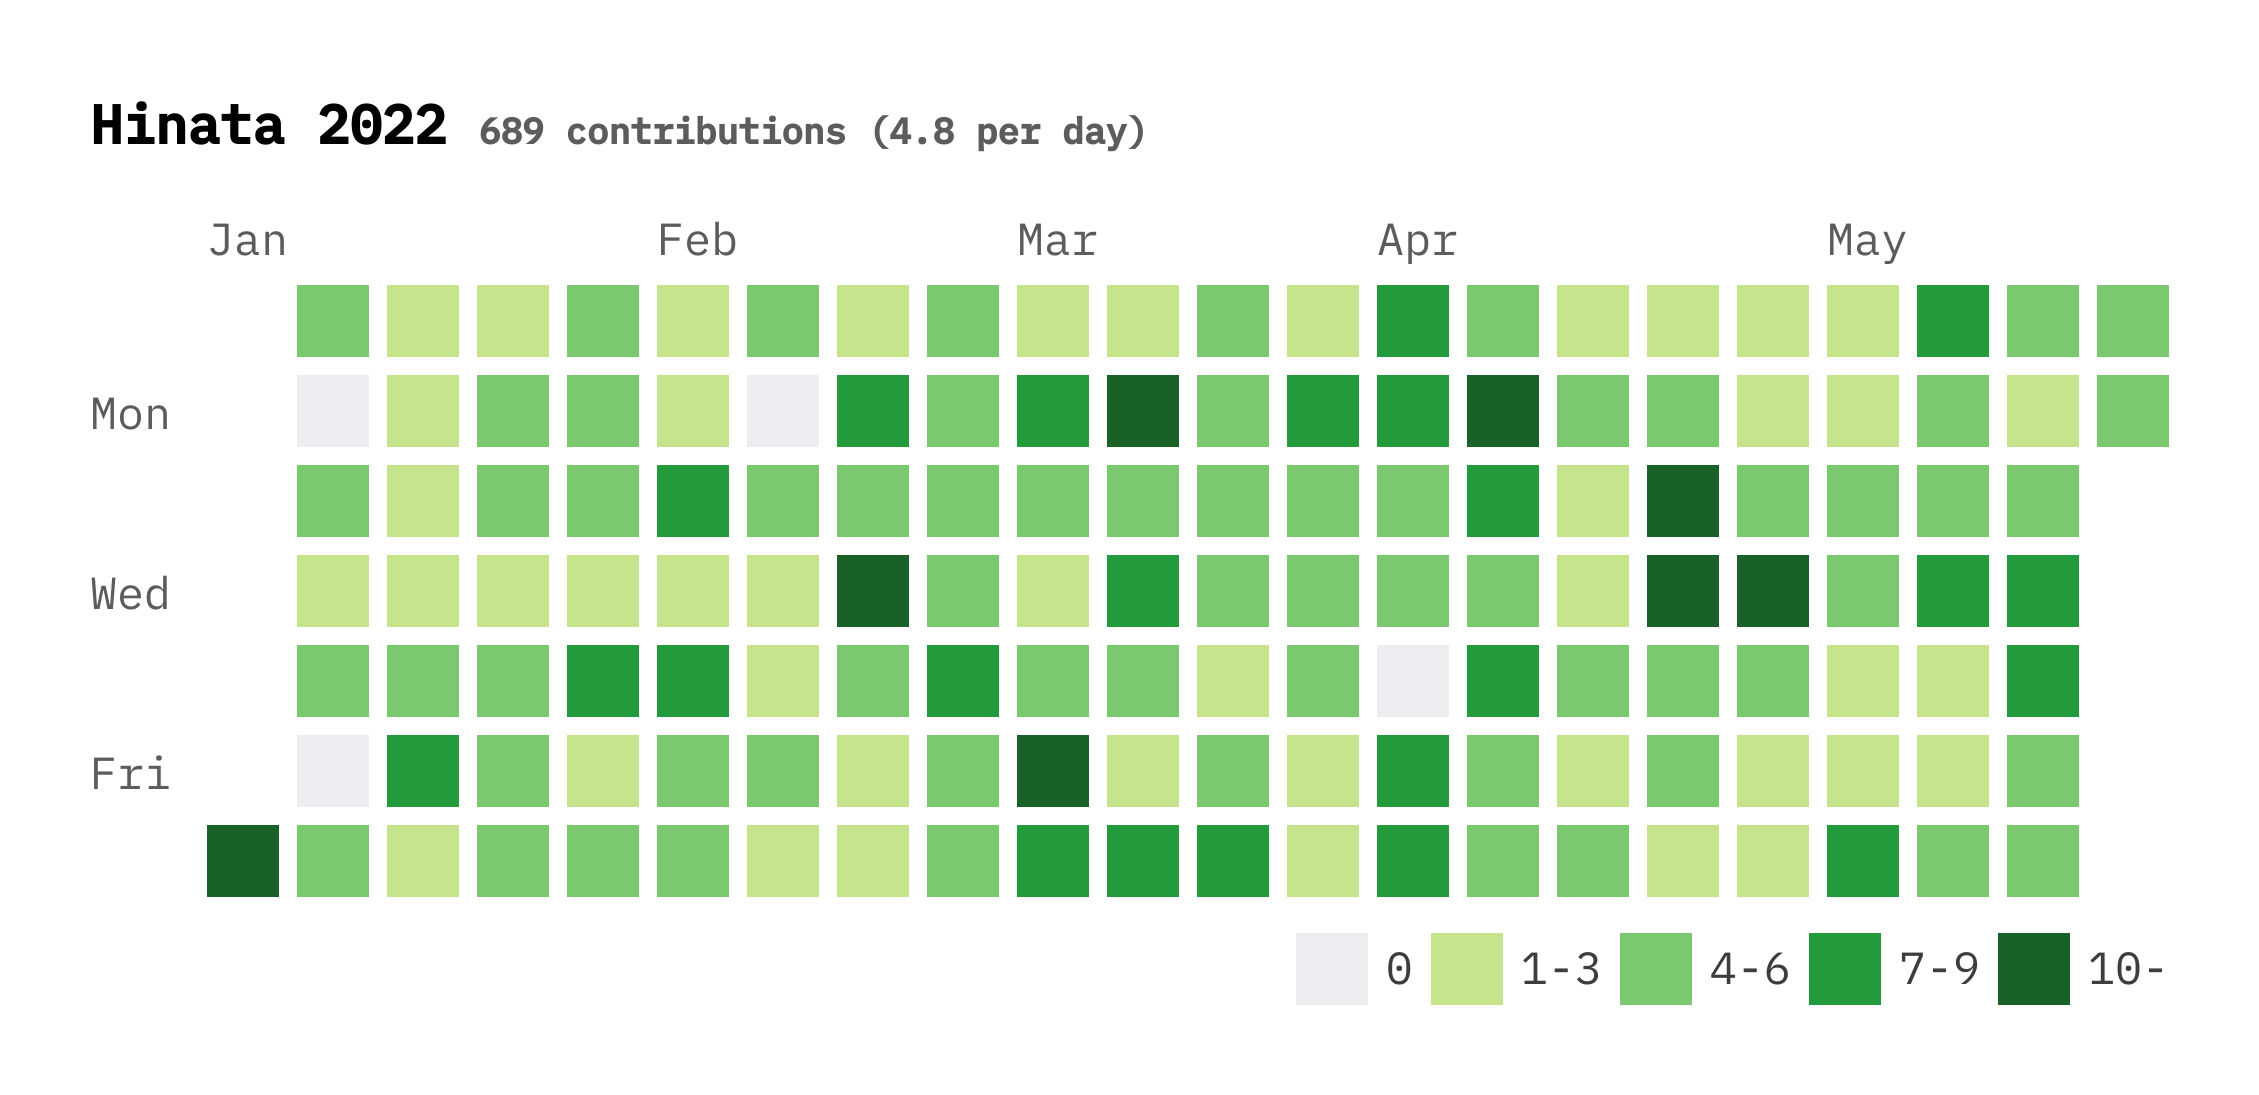 Hinata 2022 689 contributions (4.8 per day)
Jan Feb Mar Apr May
Mon
Wed
Fri
0 1-3 4-6 7-9 10-